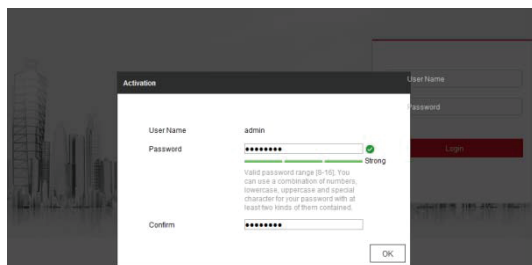 Activation
User Name
Password
Login
User Name admin
Password ●●●●●●●●
Strong
Valid password range [8-16]. You
can use a combination of numbers,
lowercase, uppercase and special
character for your password with at
least two kinds of them contained.
Confirm ●●●●●●●●
OK